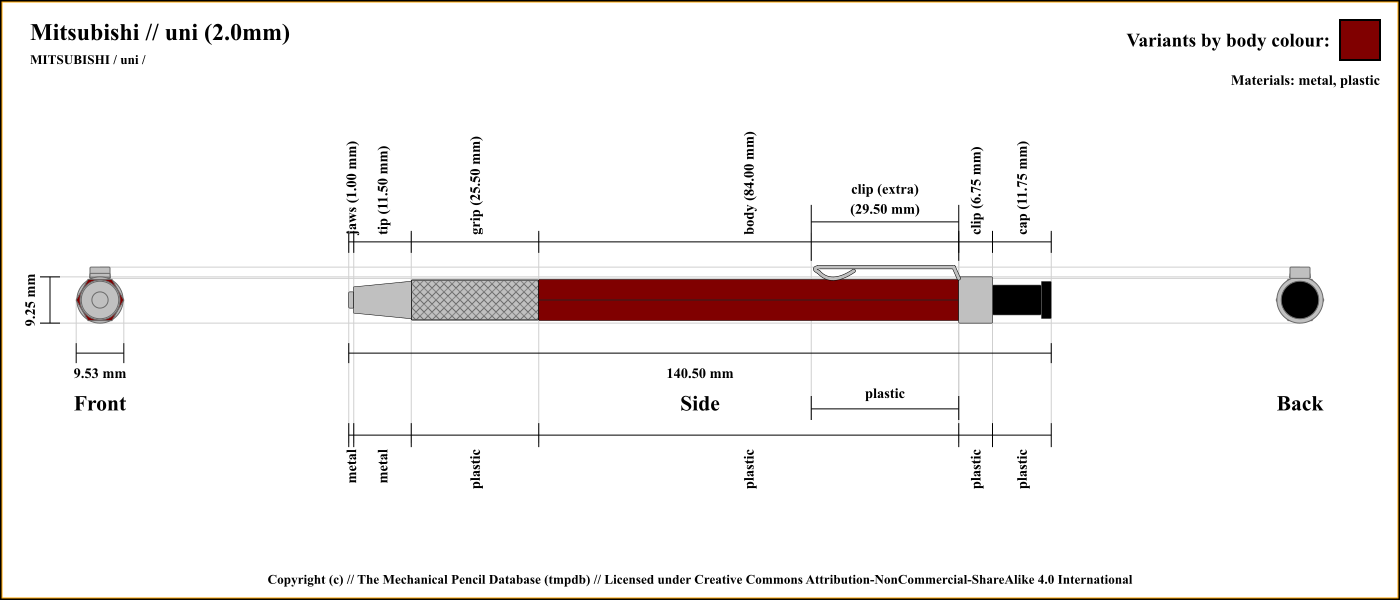 Mitsubishi // uni (2.0mm)
MITSUBISHI / uni /
Variants by body colour:
Materials: metal, plastic
jaws (1.00 mm)
tip (11.50 mm)
grip (25.50 mm)
body (84.00 mm)
clip (extra)
(29.50 mm)
clip (6.75 mm)
cap (11.75 mm)
9.25 mm
9.53 mm
140.50 mm
Front
Side
Back
plastic
metal
metal
plastic
plastic
plastic
plastic
Copyright (c) // The Mechanical Pencil Database (tmpdb) // Licensed under Creative Commons Attribution-NonCommercial-ShareAlike 4.0 International